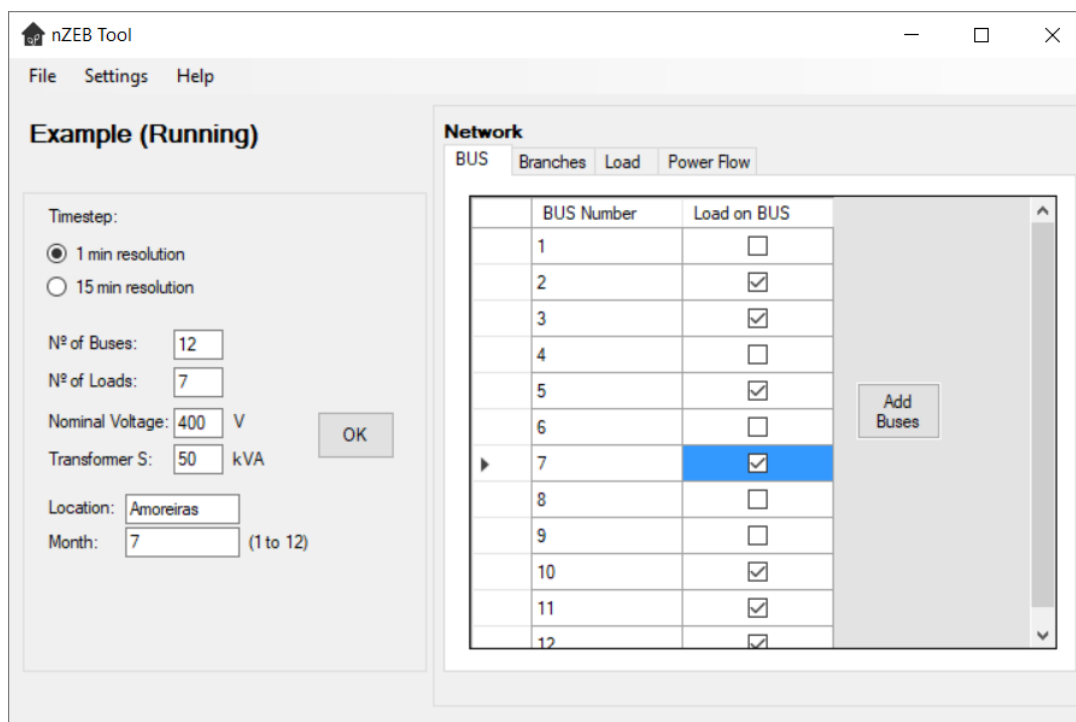 nZEB Tool
File Settings Help
Example (Running)
Timestep:
1 min resolution
15 min resolution
Nº of Buses: 12
Nº of Loads: 7
Nominal Voltage: 400 V
Transformer S: 50 kVA
OK
Location: Amoreiras
Month: 7 (1 to 12)
Network
BUS Branches Load Power Flow
BUS Number Load on BUS
1
2
3
4
5
6
7
8
9
10
11
12
Add
Buses